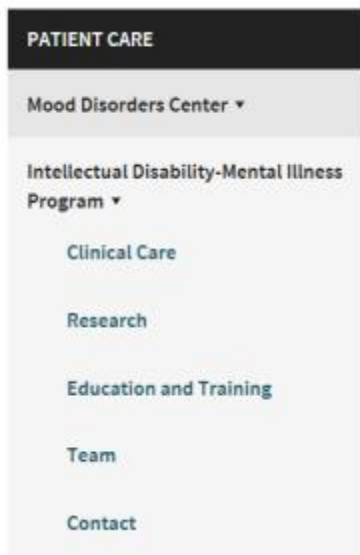 PATIENT CARE
Mood Disorders Center ▾
Intellectual Disability-Mental Illness
Program ▾
Clinical Care
Research
Education and Training
Team
Contact